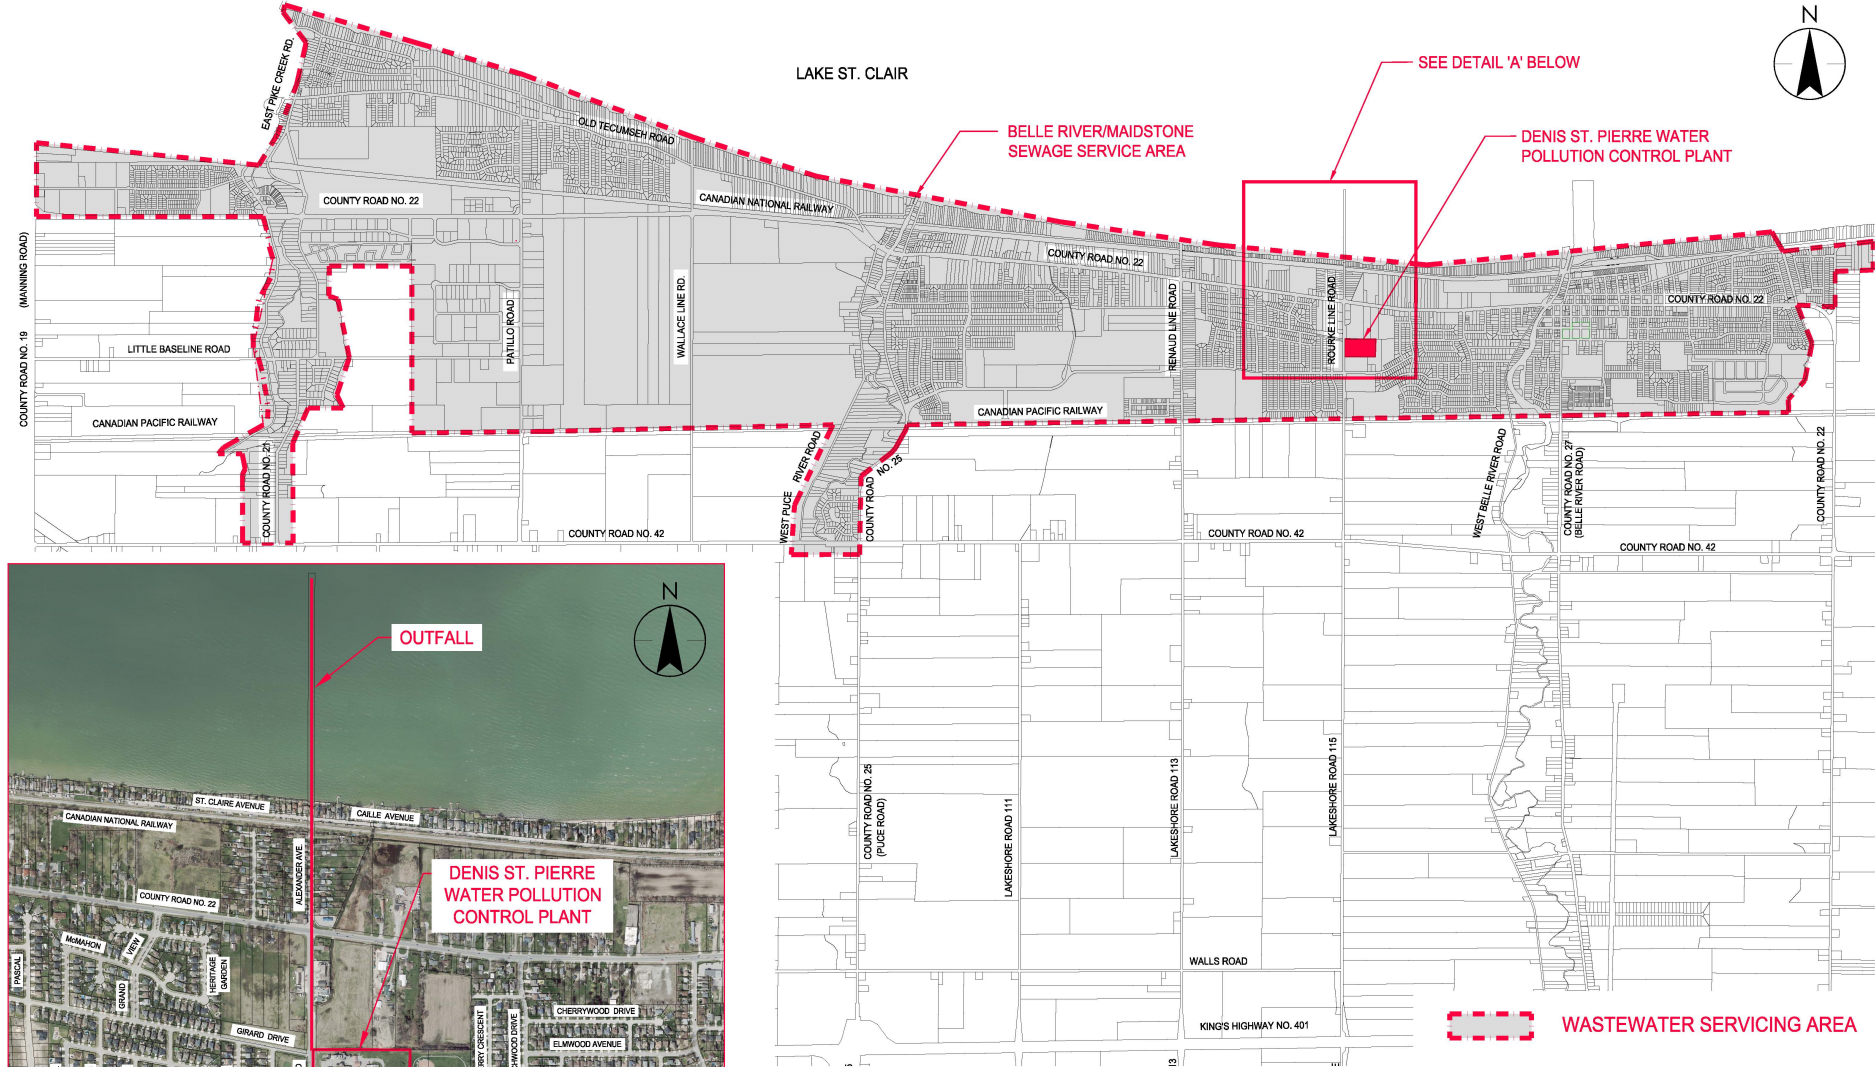 N
LAKE ST. CLAIR
SEE DETAIL 'A' BELOW
EAST PIKE CREEK RD.
OLD TECUMSEH ROAD
BELLE RIVER/MAIDSTONE
SEWAGE SERVICE AREA
DENIS ST. PIERRE WATER
POLLUTION CONTROL PLANT
COUNTY ROAD NO. 22
CANADIAN NATIONAL RAILWAY
COUNTY ROAD NO. 22
COUNTY ROAD NO. 22
COUNTY ROAD NO. 19 (MANNING ROAD)
LITTLE BASELINE ROAD
PATILLO ROAD
WALLACE LINE RD.
RENAUD LINE ROAD
ROURKE LINE ROAD
CANADIAN PACIFIC RAILWAY
CANADIAN PACIFIC RAILWAY
COUNTY ROAD NO. 21
WEST PUCE RIVER ROAD
COUNTY ROAD NO. 25
WEST BELLE RIVER ROAD
COUNTY ROAD NO. 27
(BELLE RIVER ROAD)
COUNTY ROAD NO. 22
COUNTY ROAD NO. 42
COUNTY ROAD NO. 42
COUNTY ROAD NO. 42
N
OUTFALL
ST. CLAIRE AVENUE
CAILLE AVENUE
CANADIAN NATIONAL RAILWAY
ALEXANDER AVE.
DENIS ST. PIERRE
WATER POLLUTION
CONTROL PLANT
COUNTY ROAD NO. 22
McMAHON
VIEW
PASCAL
GRAND
HERITAGE
GARDEN
GIRARD DRIVE
CHERRYWOOD DRIVE
ELMWOOD AVENUE
RRY CRESCENT
HWOOD DRIVE
COUNTY ROAD NO. 25
(PUCE ROAD)
LAKESHORE ROAD 111
LAKESHORE ROAD 113
LAKESHORE ROAD 115
WALLS ROAD
KING'S HIGHWAY NO. 401
WASTEWATER SERVICING AREA